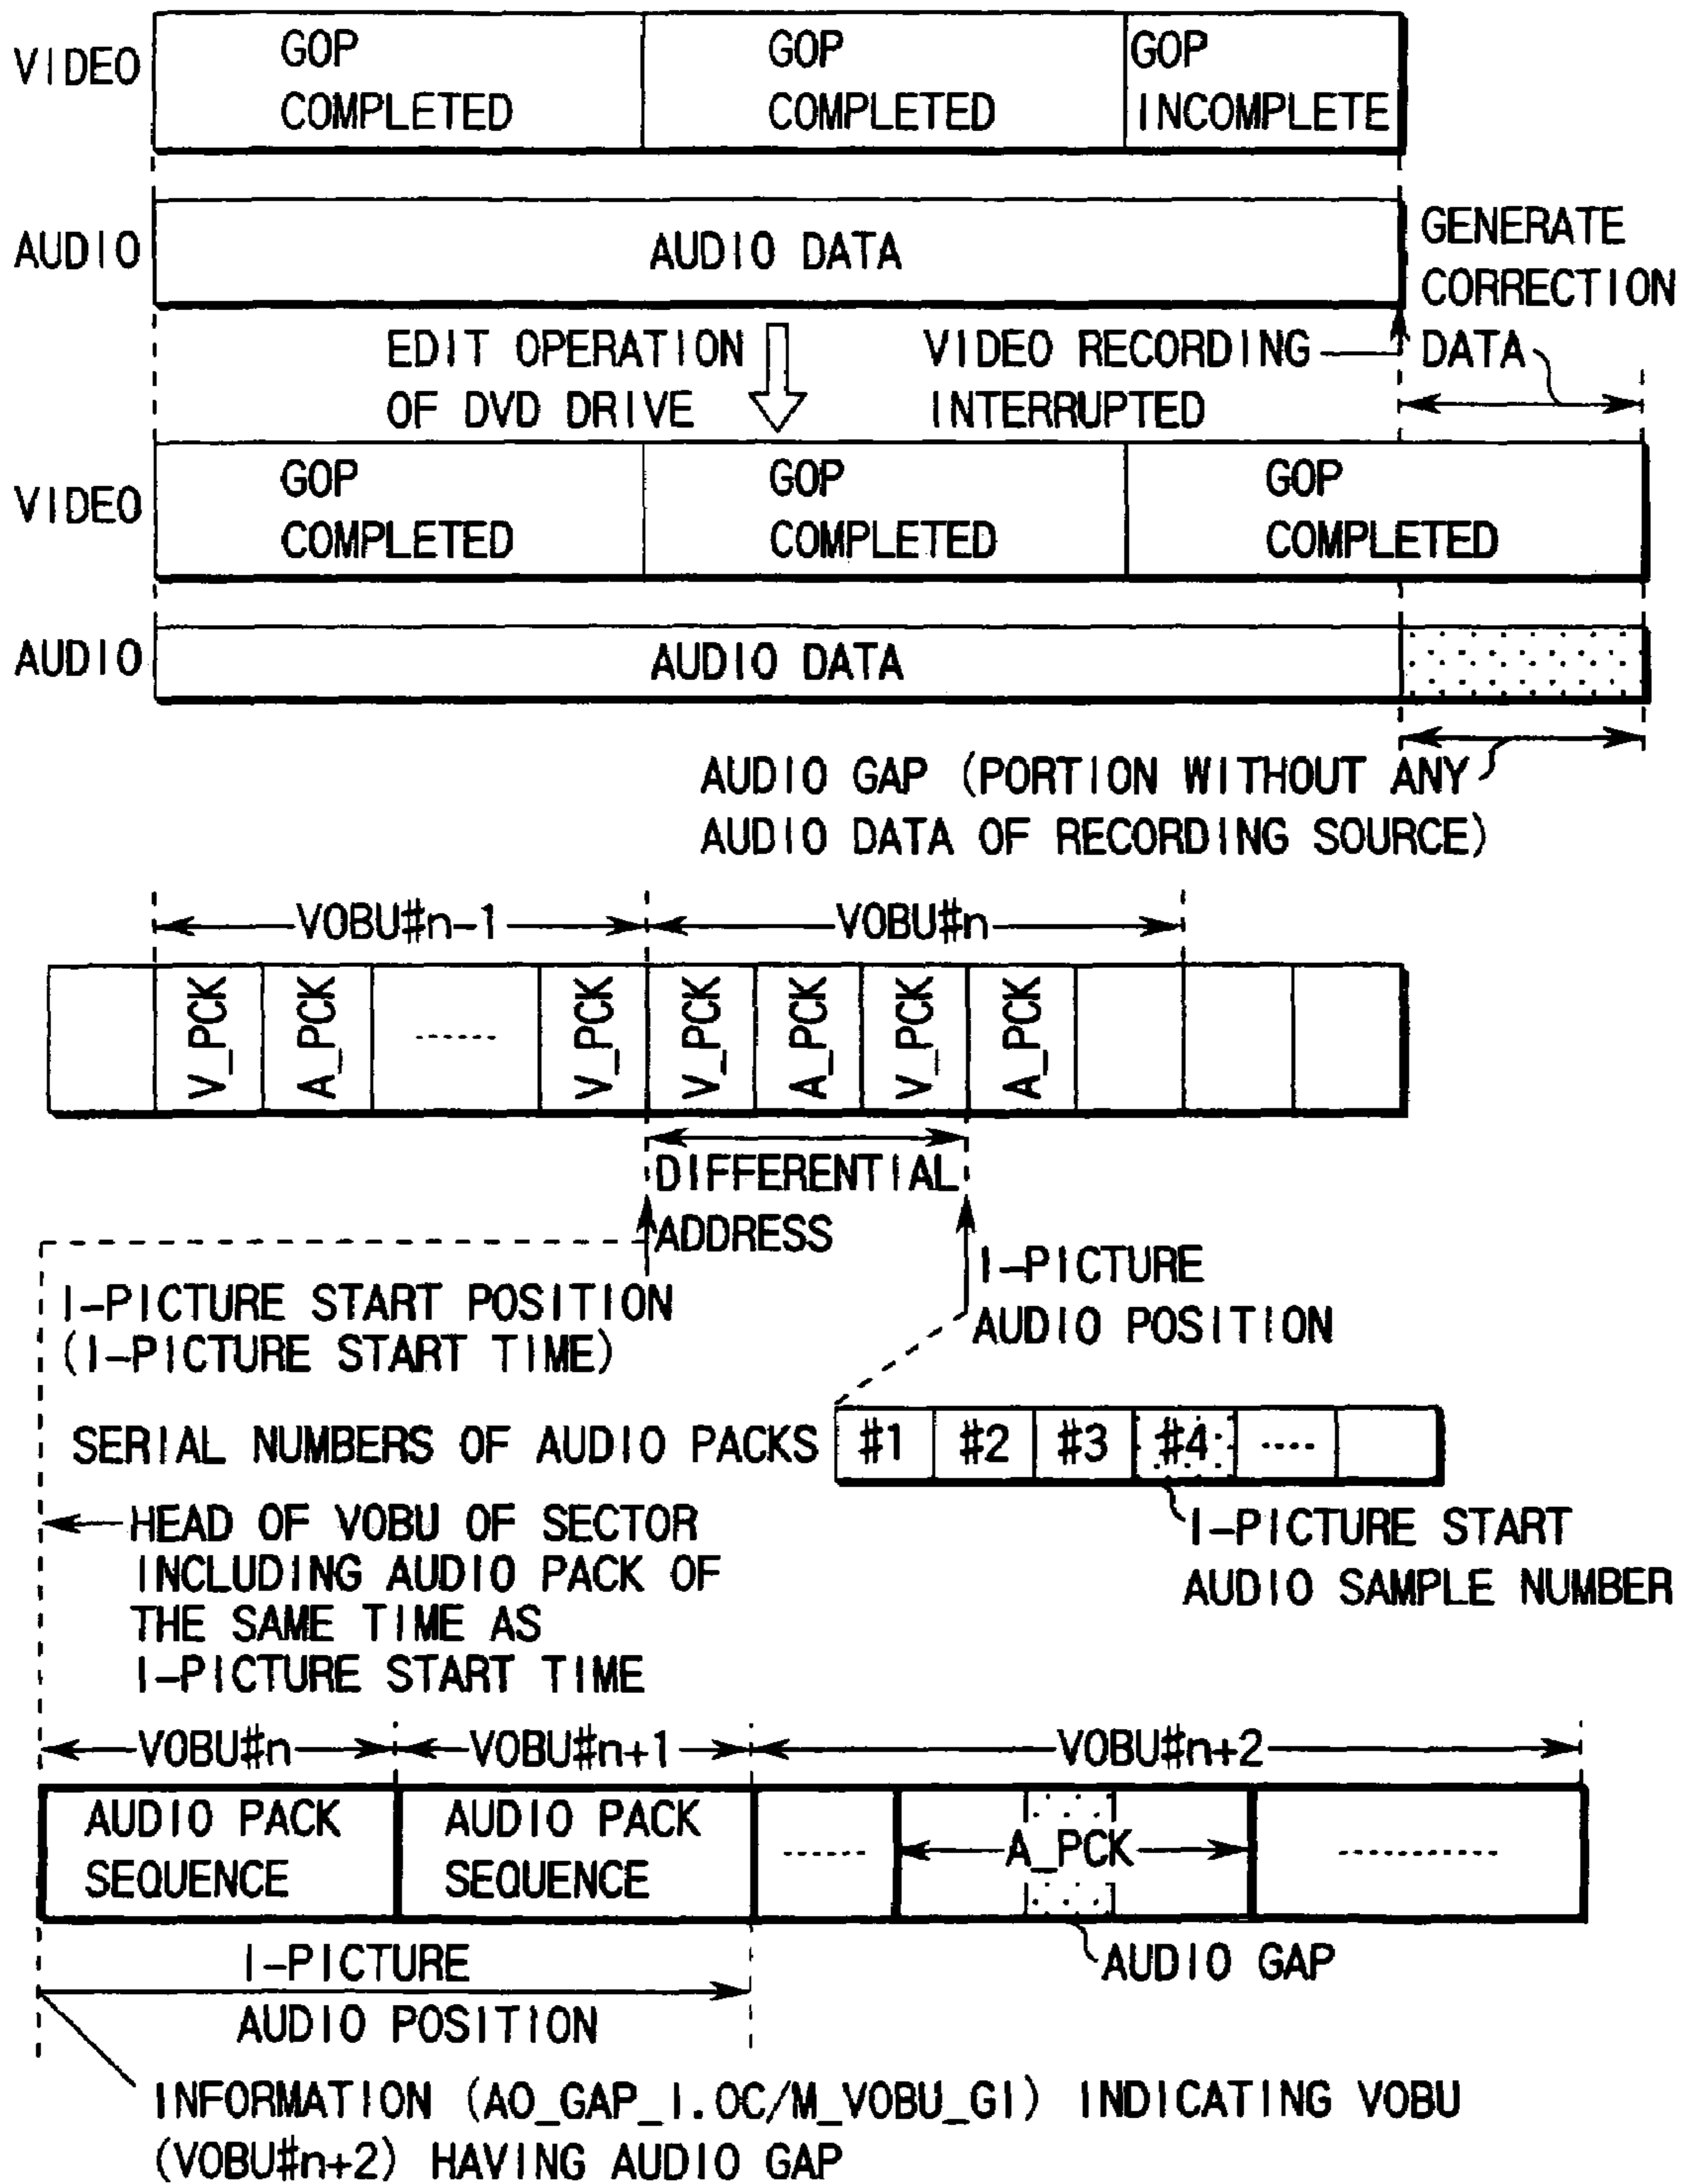 VIDEO
GOP
COMPLETED
GOP
COMPLETED
GOP
INCOMPLETE
AUDIO
AUDIO DATA
GENERATE
CORRECTION
DATA
EDIT OPERATION
OF DVD DRIVE
VIDEO RECORDING
INTERRUPTED
VIDEO
GOP
COMPLETED
GOP
COMPLETED
GOP
COMPLETED
AUDIO
AUDIO DATA
AUDIO GAP (PORTION WITHOUT ANY
AUDIO DATA OF RECORDING SOURCE)
VOBU#n-1
VOBU#n
V_PCK
A_PCK
V_PCK
V_PCK
A_PCK
V_PCK
A_PCK
DIFFERENTIAL
ADDRESS
I-PICTURE START POSITION
(I-PICTURE START TIME)
I-PICTURE
AUDIO POSITION
SERIAL NUMBERS OF AUDIO PACKS
#1
#2
#3
#4
I-PICTURE START
AUDIO SAMPLE NUMBER
HEAD OF VOBU OF SECTOR
INCLUDING AUDIO PACK OF
THE SAME TIME AS
I-PICTURE START TIME
VOBU#n
VOBU#n+1
VOBU#n+2
AUDIO PACK
SEQUENCE
AUDIO PACK
SEQUENCE
A_PCK
AUDIO GAP
I-PICTURE
AUDIO POSITION
INFORMATION (A0_GAP_I.OC/M_VOBU_GI) INDICATING VOBU
(VOBU#n+2) HAVING AUDIO GAP